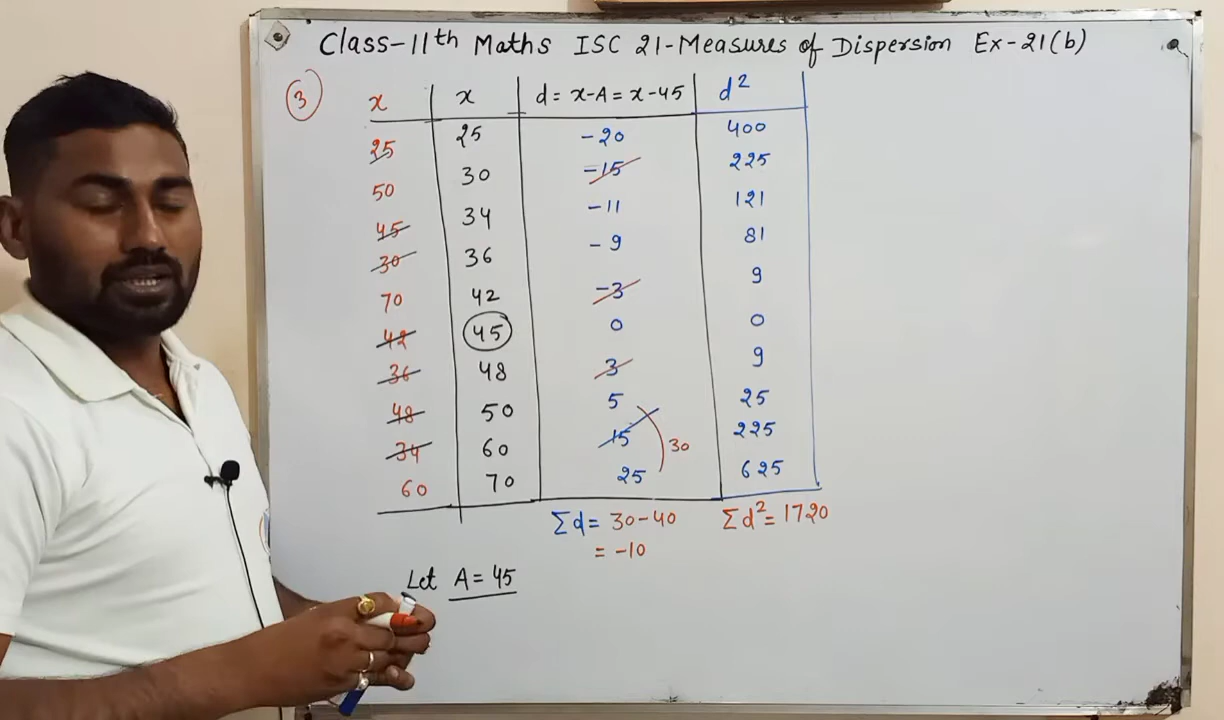 Class-11th Maths ISC 21-Measures of Dispersion Ex-21(b)
3
x x d = x-A = x-45 d²
25 25 -20 400
50 30 -15 225
45 34 -11 121
30 36 -9 81
70 42 -3 9
42 45 0 0
36 48 3 9
48 50 5 25
34 60 15 30 225
60 70 25 625
Σd = 30-40 Σd² = 1720
= -10
Let A = 45